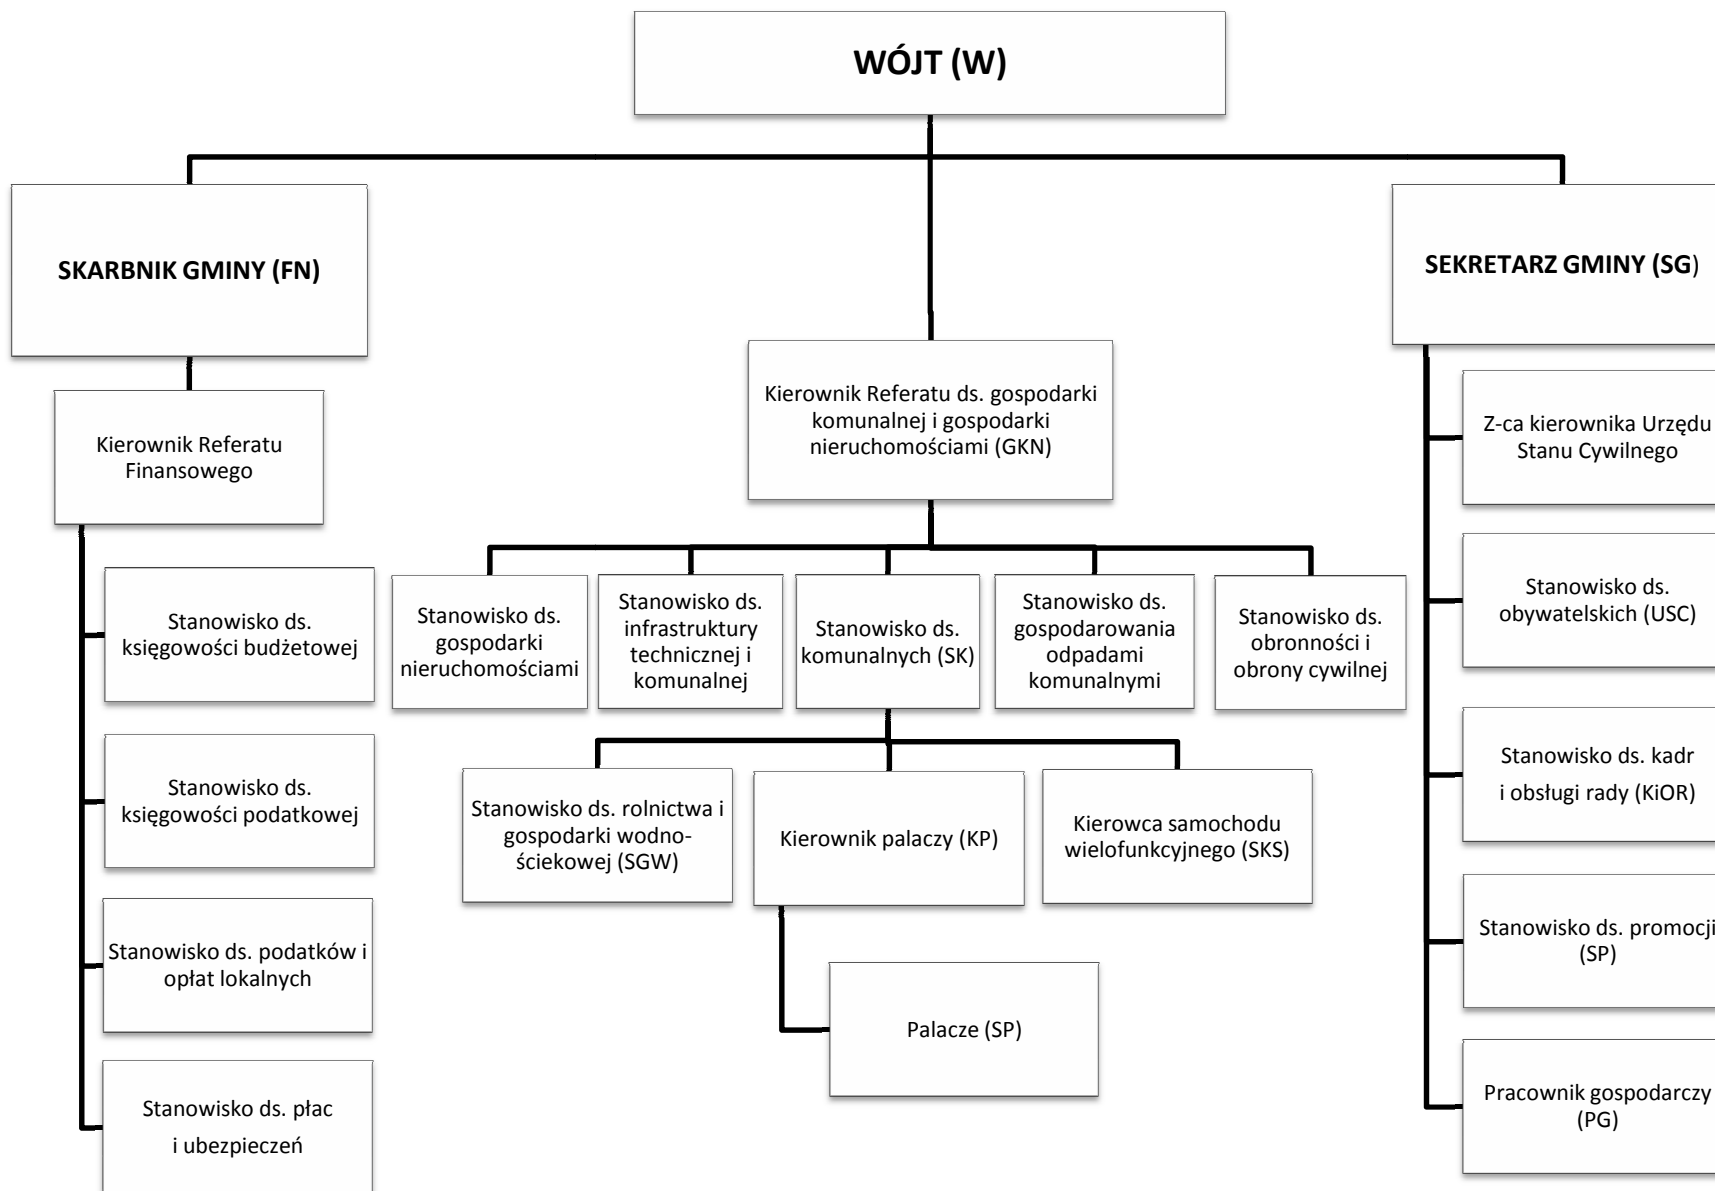 WÓJT (W)
SKARBNIK GMINY (FN)
SEKRETARZ GMINY (SG)
Kierownik Referatu
Finansowego
Kierownik Referatu ds. gospodarki
komunalnej i gospodarki
nieruchomościami (GKN)
Z-ca kierownika Urzędu
Stanu Cywilnego
Stanowisko ds.
księgowości budżetowej
Stanowisko ds.
gospodarki
nieruchomościami
Stanowisko ds.
infrastruktury
technicznej i
komunalnej
Stanowisko ds.
komunalnych (SK)
Stanowisko ds.
gospodarowania
odpadami
komunalnymi
Stanowisko ds.
obronności i
obrony cywilnej
Stanowisko ds.
obywatelskich (USC)
Stanowisko ds.
księgowości podatkowej
Stanowisko ds. rolnictwa i
gospodarki wodno-
ściekowej (SGW)
Kierownik palaczy (KP)
Kierowca samochodu
wielofunkcyjnego (SKS)
Stanowisko ds. kadr
i obsługi rady (KiOR)
Stanowisko ds. podatków i
opłat lokalnych
Palacze (SP)
Stanowisko ds. promocji
(SP)
Stanowisko ds. płac
i ubezpieczeń
Pracownik gospodarczy
(PG)